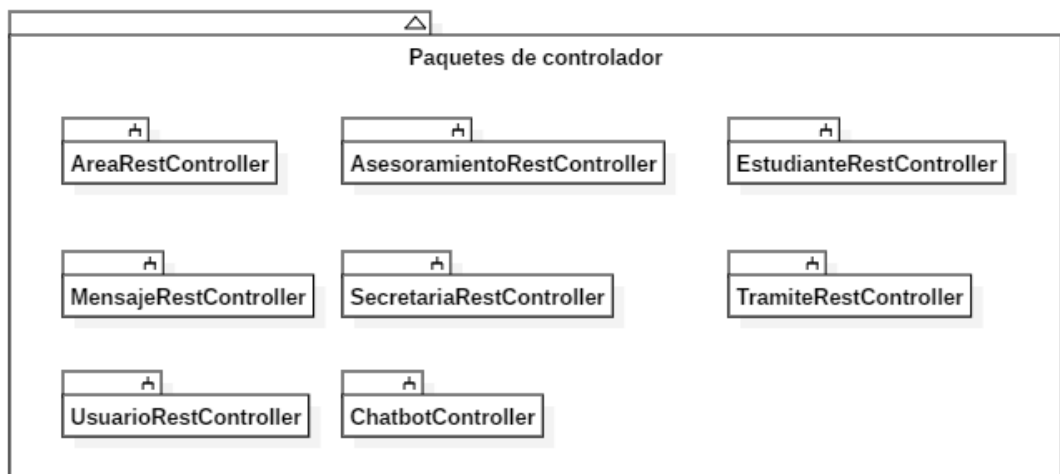 Paquetes de controlador
AreaRestController
AsesoramientoRestController
EstudianteRestController
MensajeRestController
SecretariaRestController
TramiteRestController
UsuarioRestController
ChatbotController